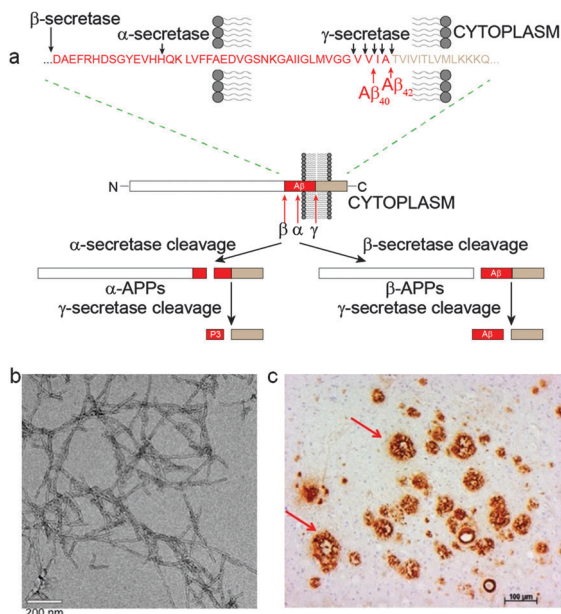 β-secretase
α-secretase
γ-secretase
CYTOPLASM
a
...DAEFRHDSGYEVHHQK LVFFAEDVGSNKGAIIGLMVGG V V I A TVIVITLVMLKKKQ...
Aβ40
Aβ42
N
Aβ
C
CYTOPLASM
β α γ
α-secretase cleavage
β-secretase cleavage
Aβ
α-APPs
β-APPs
γ-secretase cleavage
γ-secretase cleavage
P3
Aβ
b
c
200 nm
100 µm